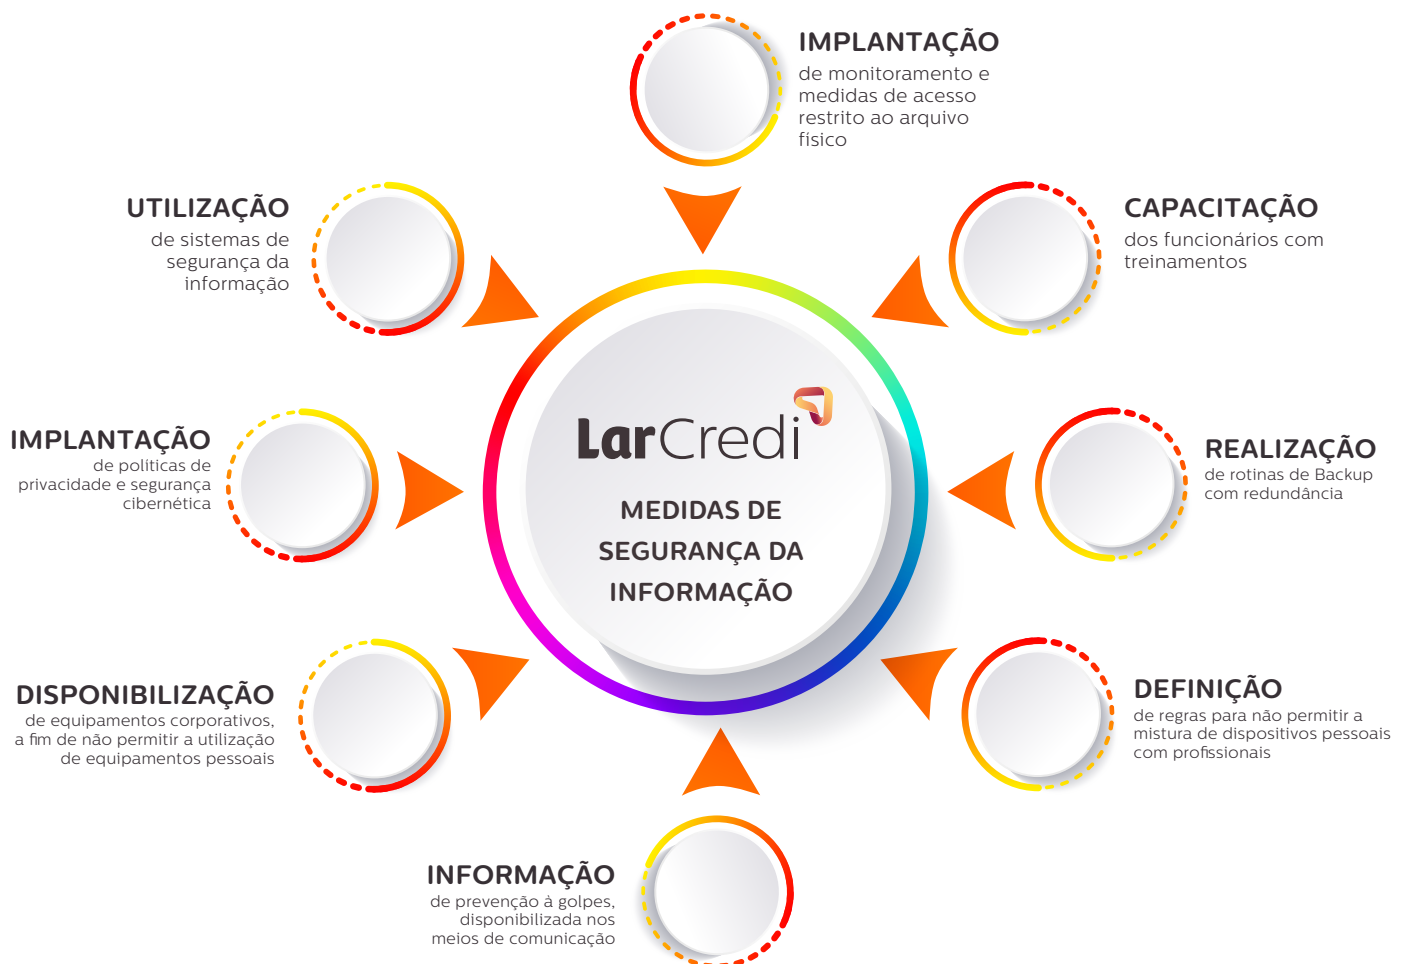 IMPLANTAÇÃO
de monitoramento e
medidas de acesso
restrito ao arquivo
físico
UTILIZAÇÃO
de sistemas de
segurança da
informação
CAPACITAÇÃO
dos funcionários com
treinamentos
IMPLANTAÇÃO
de políticas de
privacidade e segurança
cibernética
LarCredi
MEDIDAS DE
SEGURANÇA DA
INFORMAÇÃO
REALIZAÇÃO
de rotinas de Backup
com redundância
DISPONIBILIZAÇÃO
de equipamentos corporativos,
a fim de não permitir a utilização
de equipamentos pessoais
DEFINIÇÃO
de regras para não permitir a
mistura de dispositivos pessoais
com profissionais
INFORMAÇÃO
de prevenção à golpes,
disponibilizada nos
meios de comunicação